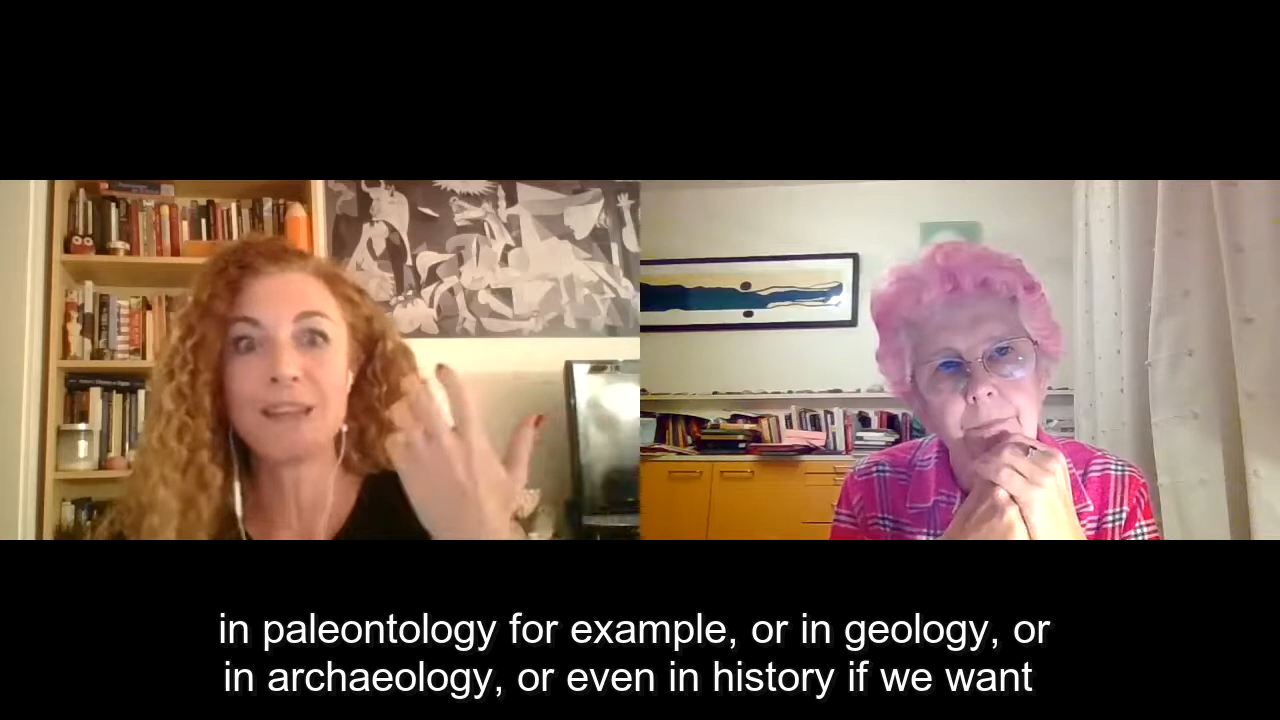 in paleontology for example, or in geology, or
in archaeology, or even in history if we want